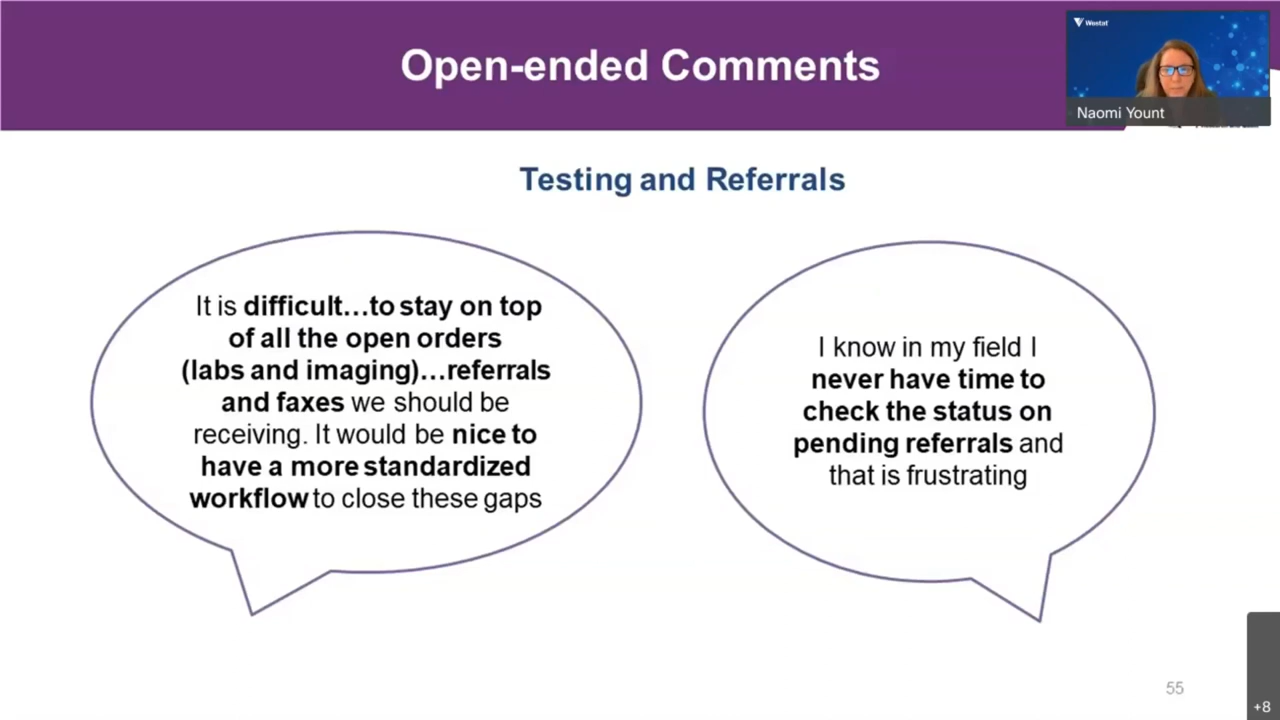 Open-ended Comments
Westat
Naomi Yount
Testing and Referrals
It is difficult…to stay on top
of all the open orders
(labs and imaging)…referrals
and faxes we should be
receiving. It would be nice to
have a more standardized
workflow to close these gaps
I know in my field I
never have time to
check the status on
pending referrals and
that is frustrating
55
+8